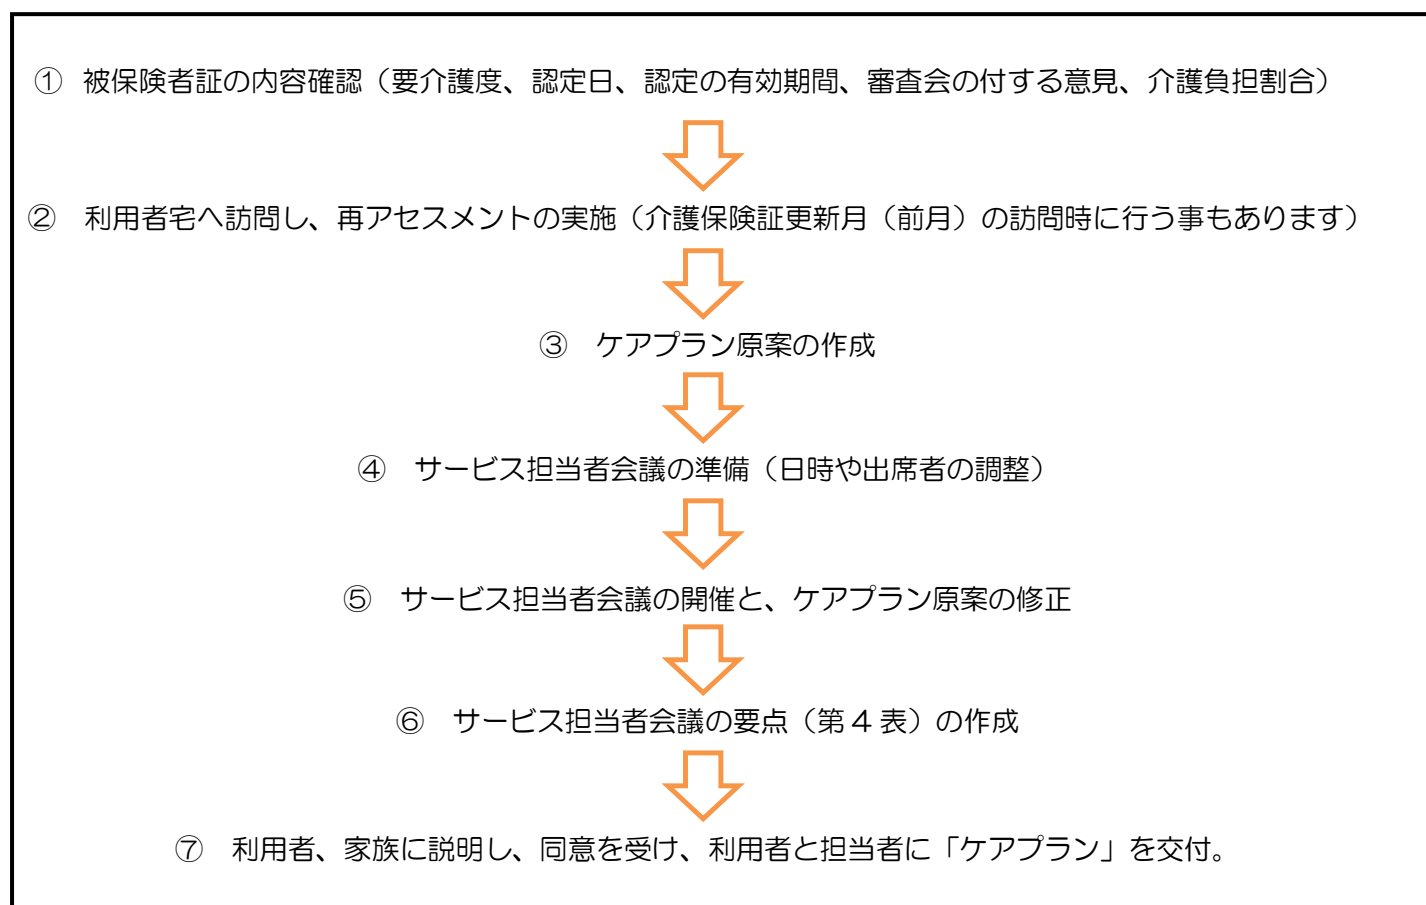 ① 被保険者証の内容確認（要介護度、認定日、認定の有効期間、審査会の付する意見、介護負担割合）
② 利用者宅へ訪問し、再アセスメントの実施（介護保険証更新月（前月）の訪問時に行う事もあります）
③ ケアプラン原案の作成
④ サービス担当者会議の準備（日時や出席者の調整）
⑤ サービス担当者会議の開催と、ケアプラン原案の修正
⑥ サービス担当者会議の要点（第４表）の作成
⑦ 利用者、家族に説明し、同意を受け、利用者と担当者に「ケアプラン」を交付。